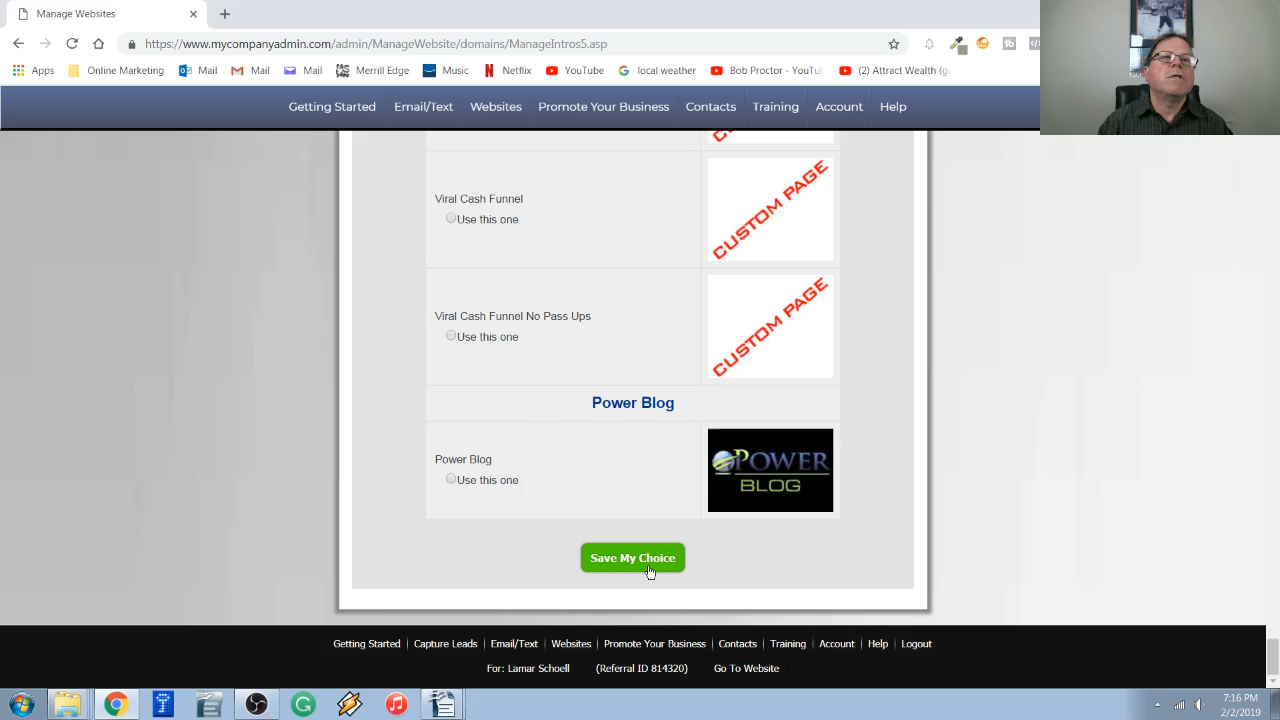 Manage Websites
https://www.mycompanyadmin.com/admin/ManageWebsite/domains/ManageIntros5.asp
Apps Online Marketing Mail Mail Mail Merrill Edge Music Netflix YouTube local weather Bob Proctor - YouTu (2) Attract Wealth (gu
Getting Started Email/Text Websites Promote Your Business Contacts Training Account Help
Viral Cash Funnel
Use this one
CUSTOM PAGE
Viral Cash Funnel No Pass Ups
Use this one
CUSTOM PAGE
Power Blog
Power Blog
Use this one
POWER
BLOG
Save My Choice
Getting Started Capture Leads Email/Text Websites Promote Your Business Contacts Training Account Help Logout
For: Lamar Schoell (Referral ID 814320) Go To Website
7:16 PM
2/2/2019